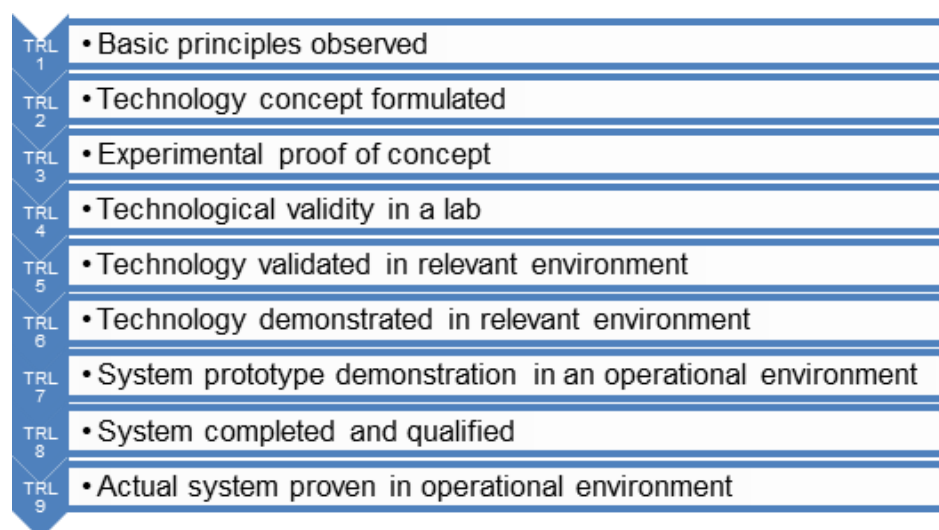 TRL
1
• Basic principles observed
TRL
2
• Technology concept formulated
TRL
3
• Experimental proof of concept
TRL
4
• Technological validity in a lab
TRL
5
• Technology validated in relevant environment
TRL
6
• Technology demonstrated in relevant environment
TRL
7
• System prototype demonstration in an operational environment
TRL
8
• System completed and qualified
TRL
9
• Actual system proven in operational environment